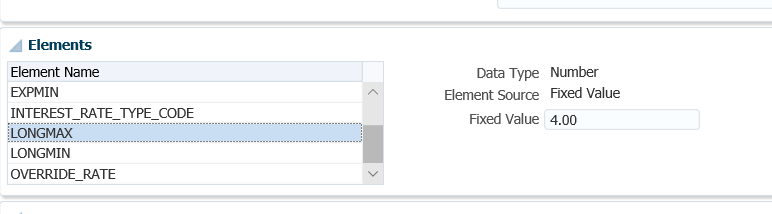 Elements
Element Name
EXPMIN
INTEREST_RATE_TYPE_CODE
LONGMAX
LONGMIN
OVERRIDE_RATE
Data Type Number
Element Source Fixed Value
Fixed Value 4.00